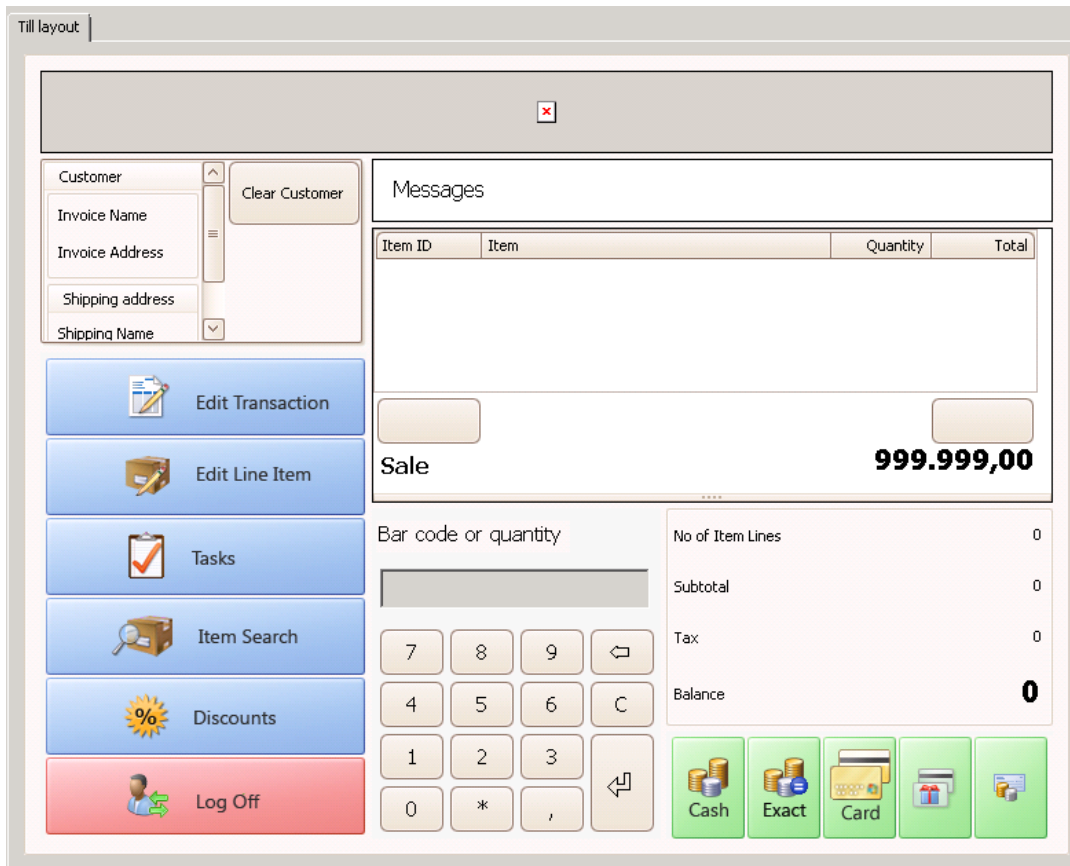 Till layout
Customer
Clear Customer
Invoice Name
Invoice Address
Shipping address
Shipping Name
Messages
Item ID Item Quantity Total
Sale 999.999,00
Edit Transaction
Edit Line Item
Tasks
Item Search
% Discounts
Log Off
Bar code or quantity
7 8 9
4 5 6 C
1 2 3
0 * ,
No of Item Lines 0
Subtotal 0
Tax 0
Balance 0
Cash Exact Card